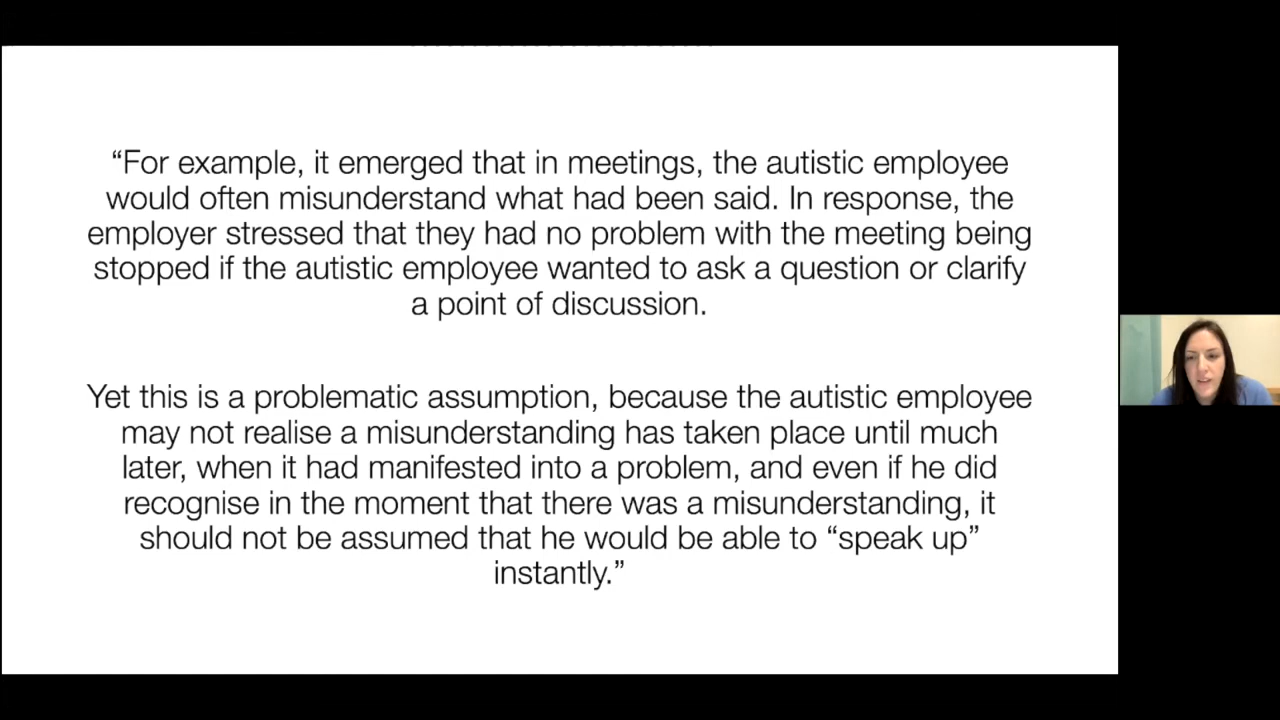 “For example, it emerged that in meetings, the autistic employee
would often misunderstand what had been said. In response, the
employer stressed that they had no problem with the meeting being
stopped if the autistic employee wanted to ask a question or clarify
a point of discussion.
Yet this is a problematic assumption, because the autistic employee
may not realise a misunderstanding has taken place until much
later, when it had manifested into a problem, and even if he did
recognise in the moment that there was a misunderstanding, it
should not be assumed that he would be able to “speak up”
instantly.”